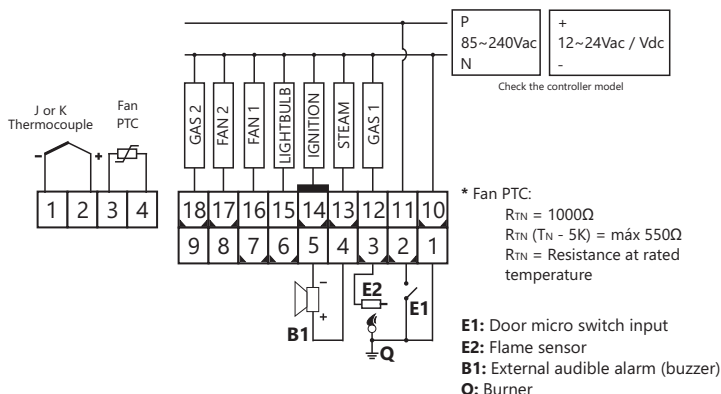 P
85~240Vac
N
+
12~24Vac / Vdc
-
Check the controller model
J or K
Thermocouple
Fan
PTC
- +
GAS 2
FAN 2
FAN 1
LIGHTBULB
IGNITION
STEAM
GAS 1
1 2 3 4
18 17 16 15 14 13 12 11 10
9 8 7 6 5 4 3 2 1
-
+
B1
E2
E1
Q
* Fan PTC:
RTN = 1000Ω
RTN (TN - 5K) = máx 550Ω
RTN = Resistance at rated
temperature
E1: Door micro switch input
E2: Flame sensor
B1: External audible alarm (buzzer)
Q: Burner